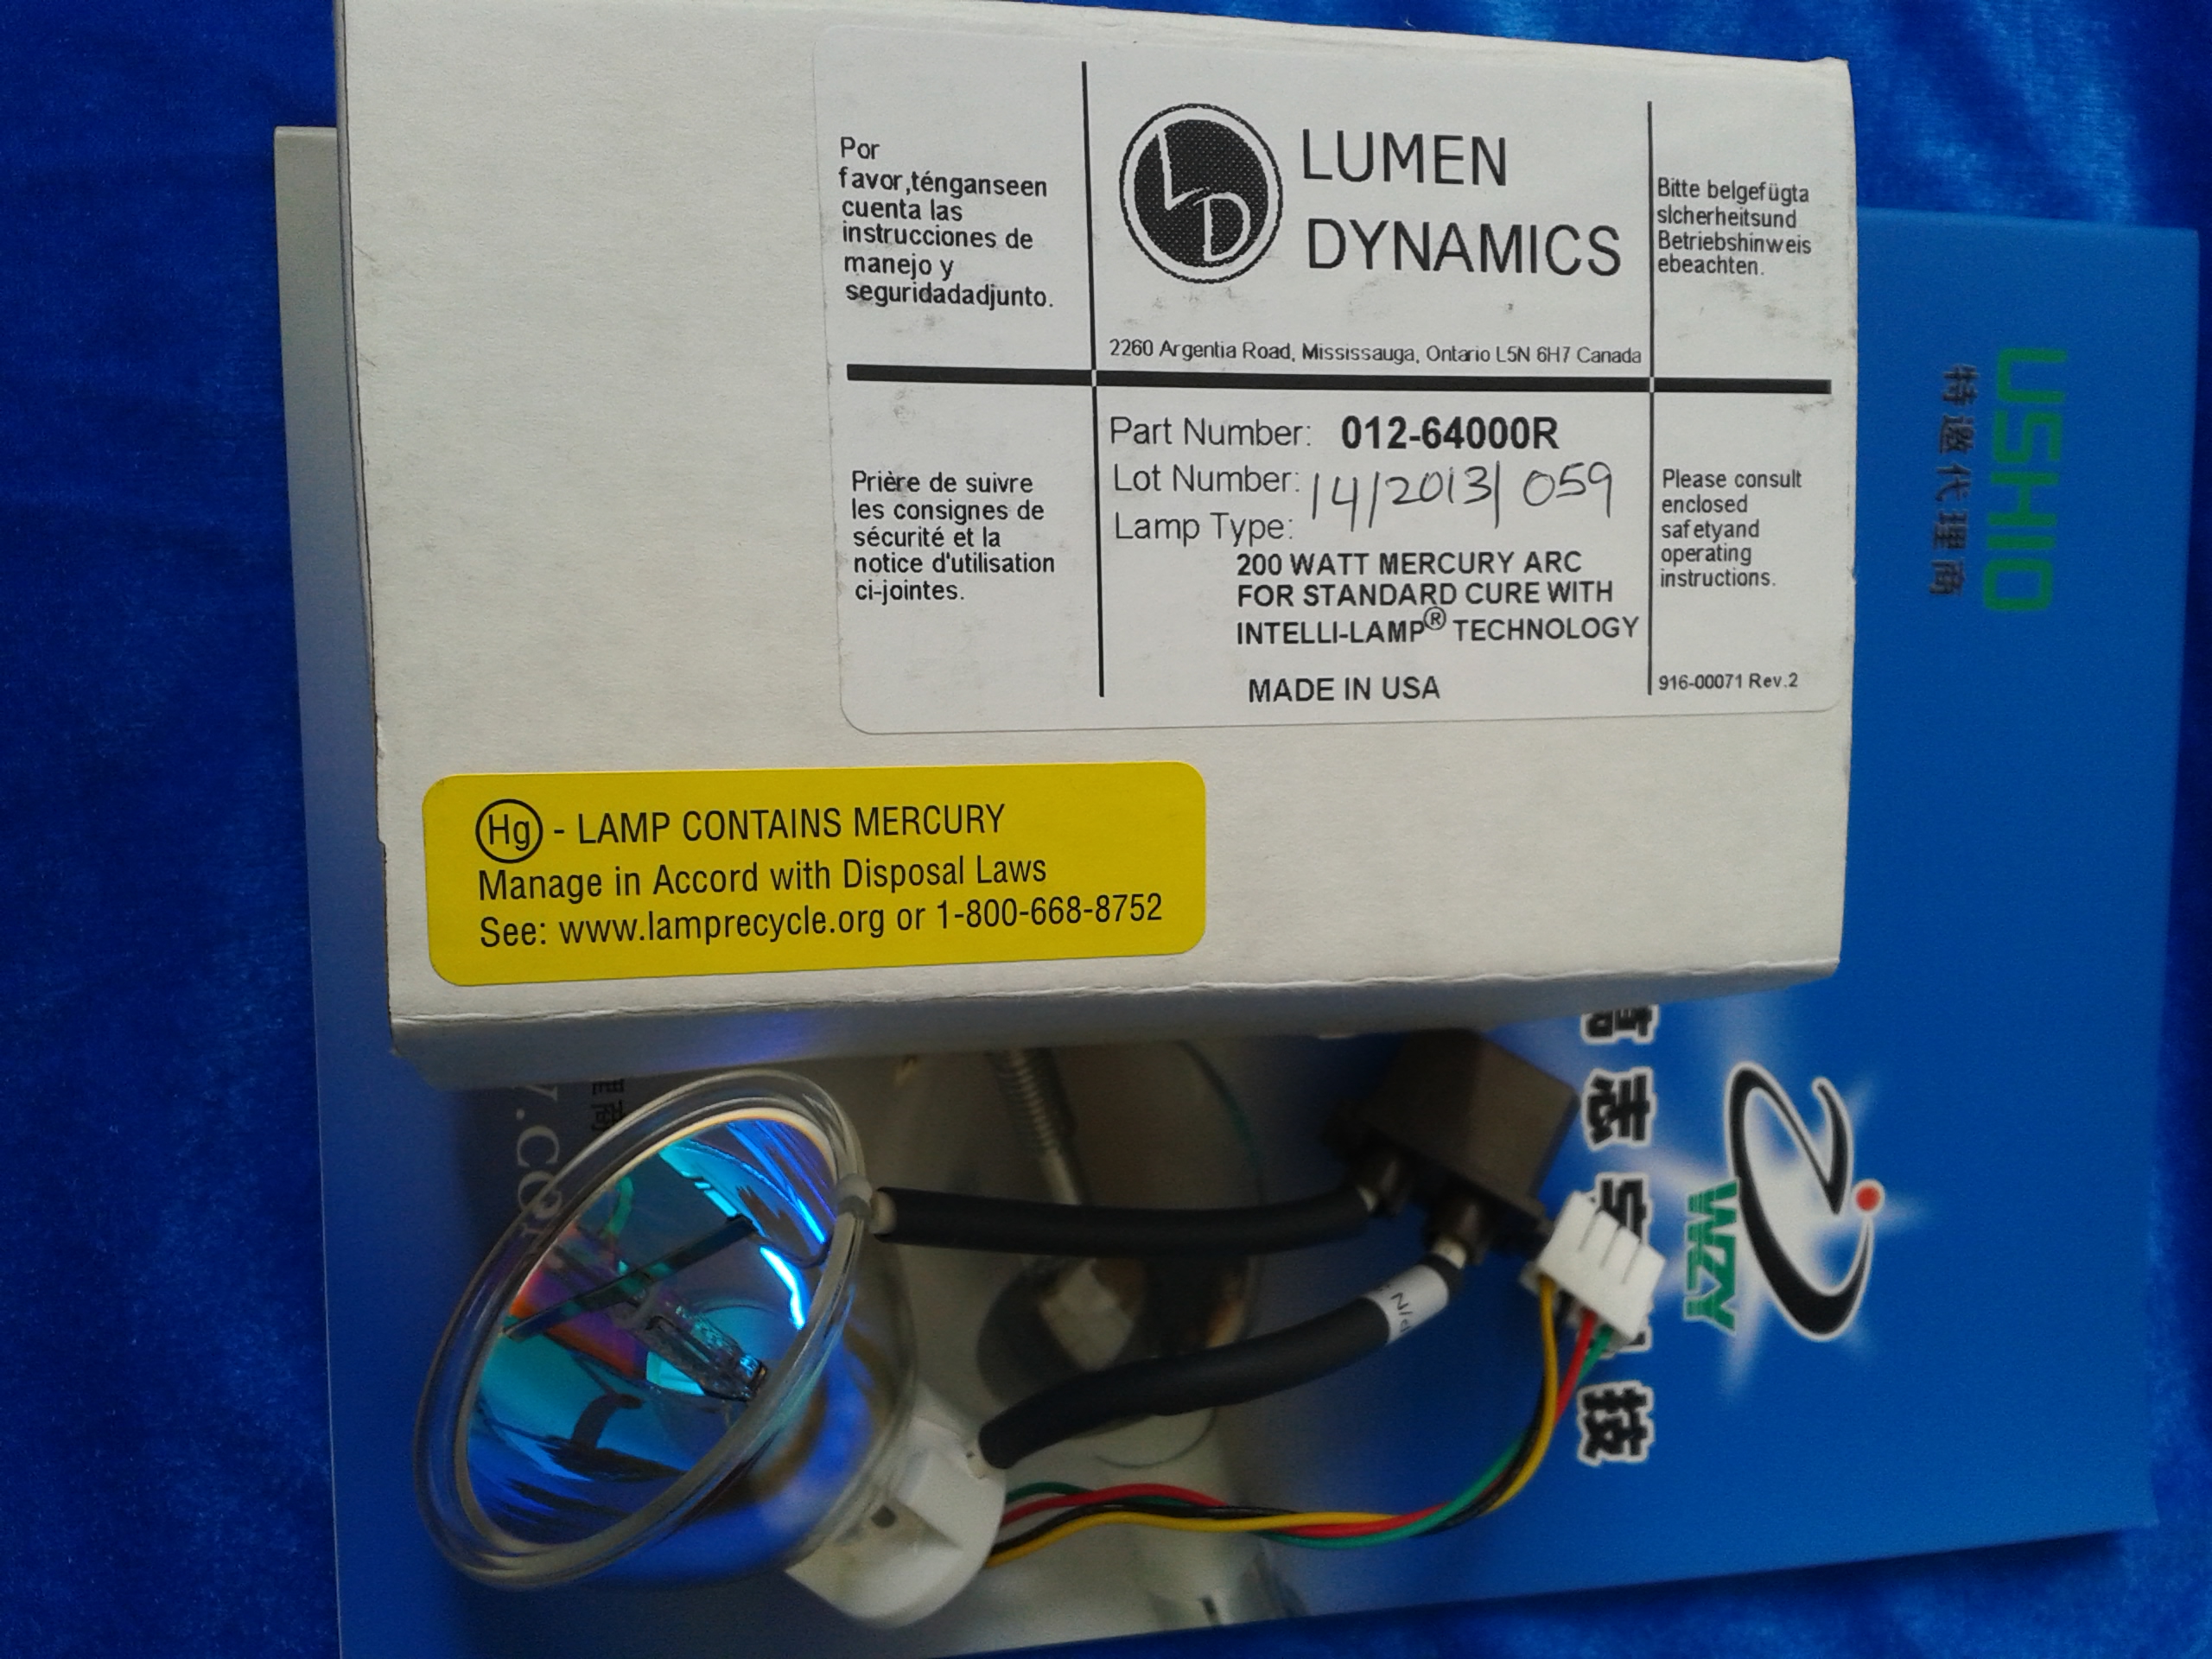 Por
favor,ténganseen
cuenta las
instrucciones de
manejo y
seguridadadjunto.
LD
LUMEN
DYNAMICS
2260 Argentia Road, Mississauga, Ontario L5N 6H7 Canada
Bitte belgefügta
slcherheitsund
Betriebshinweis
ebeachten.
Prière de suivre
les consignes de
sécurité et la
notice d'utilisation
ci-jointes.
Part Number: 012-64000R
Lot Number: 14/2013/059
Lamp Type:
200 WATT MERCURY ARC
FOR STANDARD CURE WITH
INTELLI-LAMP® TECHNOLOGY
MADE IN USA
Please consult
enclosed
safetyand
operating
instructions.
916-00071 Rev.2
Hg - LAMP CONTAINS MERCURY
Manage in Accord with Disposal Laws
See: www.lamprecycle.org or 1-800-668-8752
USHIO
特邀代理商
WZY
志
技